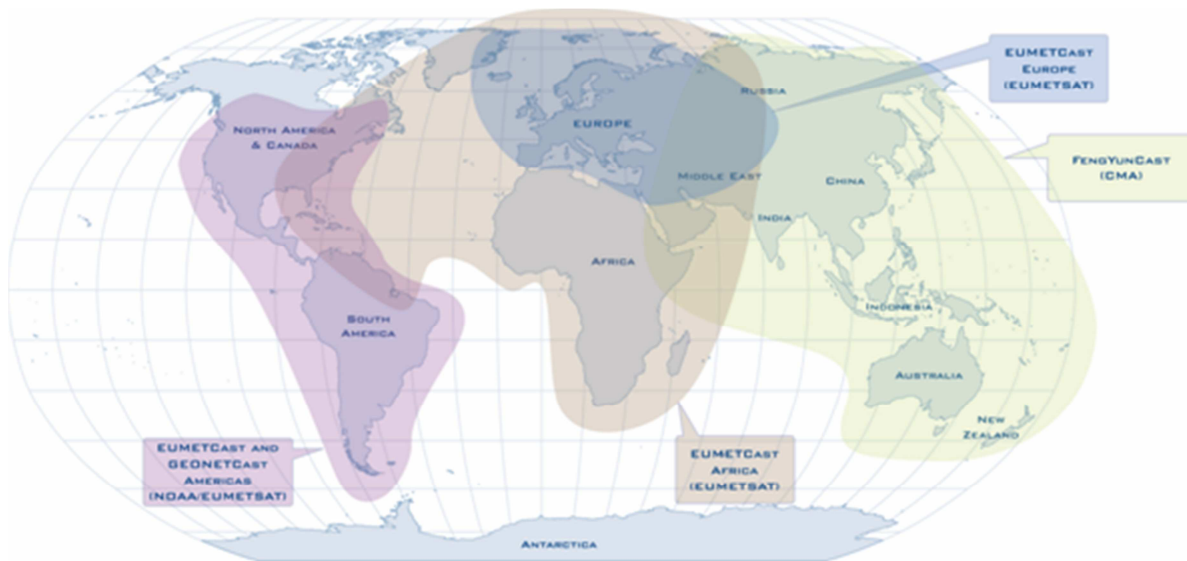 EUMETCast
Europe
(EUMETSAT)
Russia
North America
& Canada
Europe
FengYunCast
(CMA)
Middle East
China
India
Africa
Indonesia
South
America
Australia
New
Zealand
EUMETCast and
GEONETCast
Americas
(NOAA/EUMETSAT)
EUMETCast
Africa
(EUMETSAT)
Antarctica